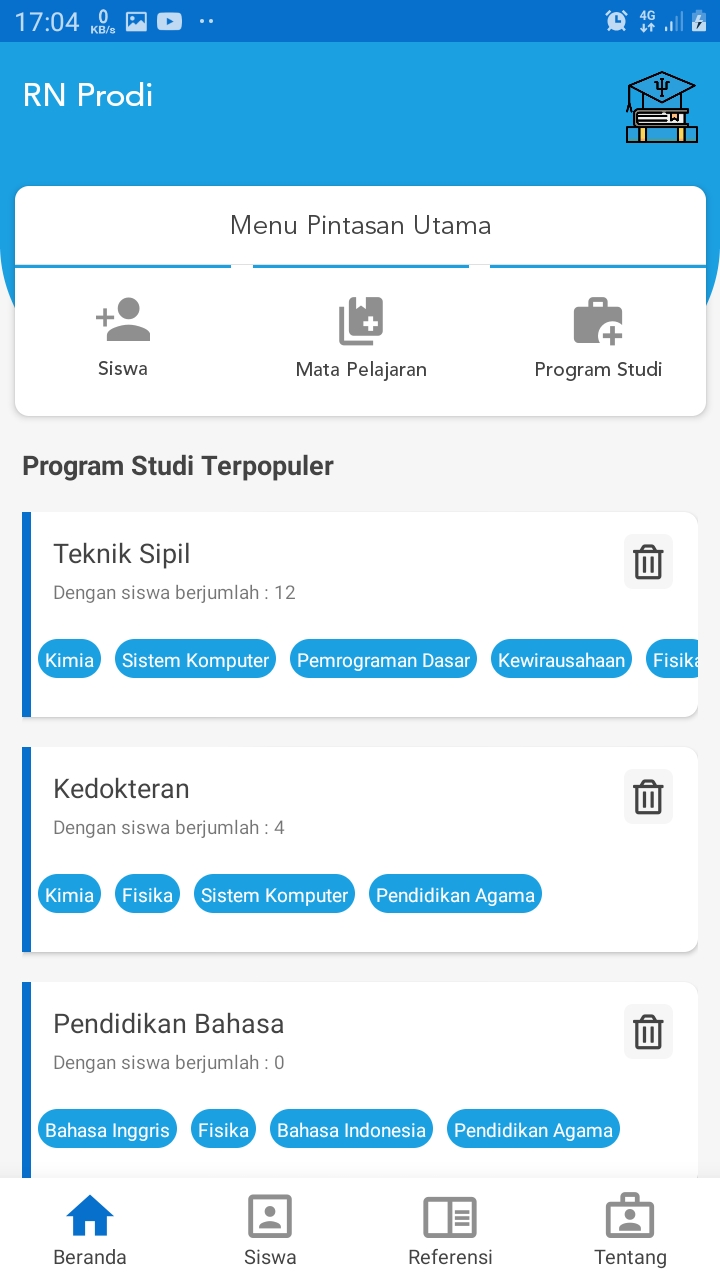 17:04 0 KB/s 4G
RN Prodi
Menu Pintasan Utama
Siswa Mata Pelajaran Program Studi
Program Studi Terpopuler
Teknik Sipil
Dengan siswa berjumlah : 12
Kimia Sistem Komputer Pemrograman Dasar Kewirausahaan Fisika
Kedokteran
Dengan siswa berjumlah : 4
Kimia Fisika Sistem Komputer Pendidikan Agama
Pendidikan Bahasa
Dengan siswa berjumlah : 0
Bahasa Inggris Fisika Bahasa Indonesia Pendidikan Agama
Beranda Siswa Referensi Tentang